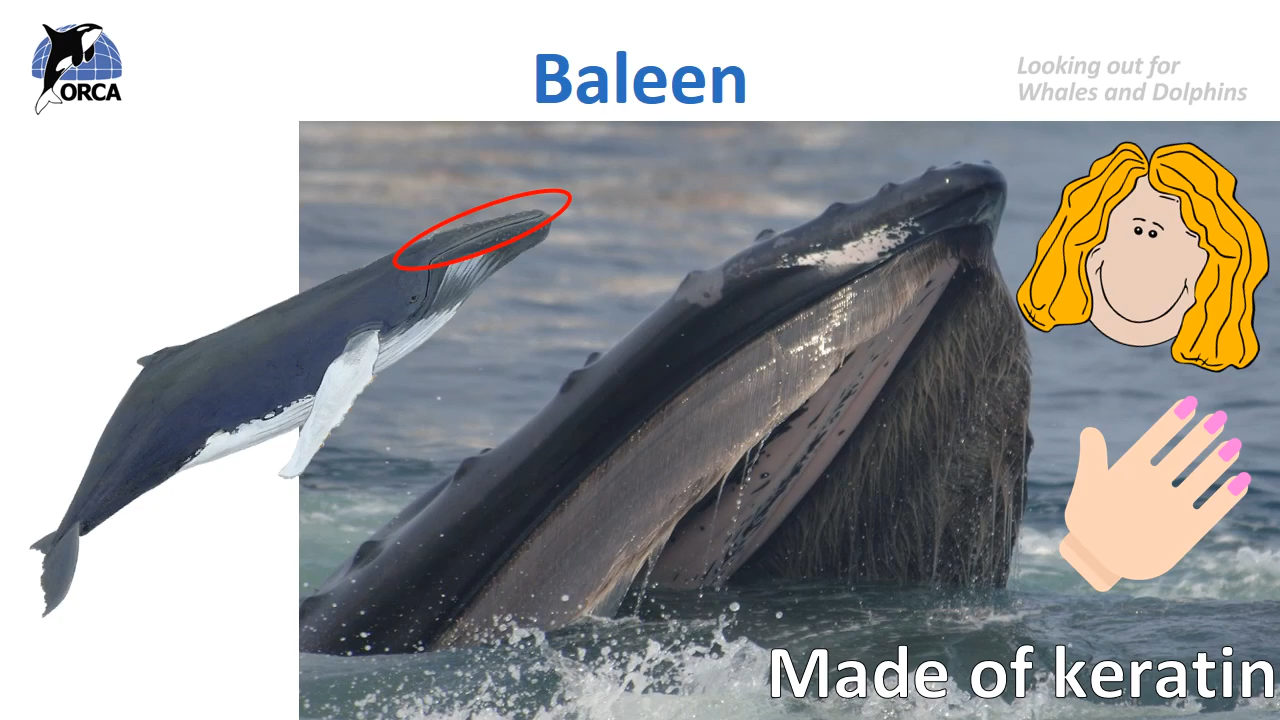 ORCA
Baleen
Looking out for
Whales and Dolphins
Made of keratin